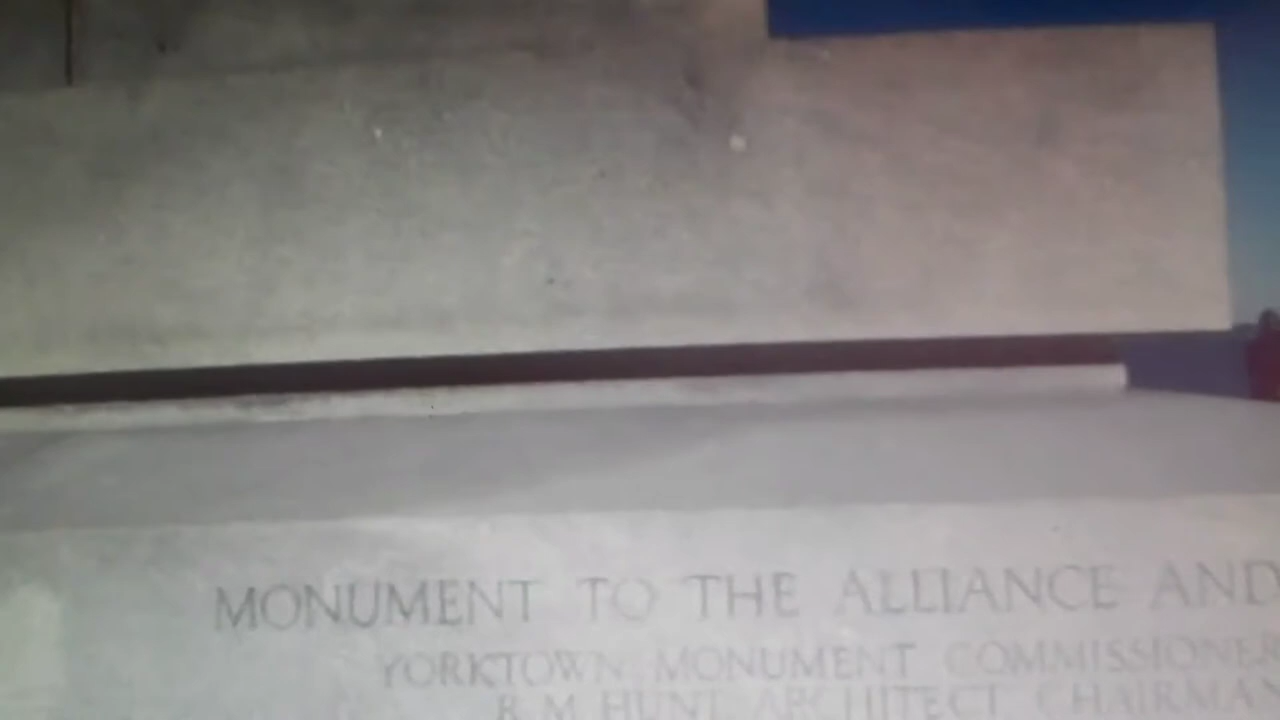 MONUMENT TO THE ALLIANCE AND
YORKTOWN MONUMENT COMMISSIONER
R.M. HUNT ARCHITECT CHAIRMAN